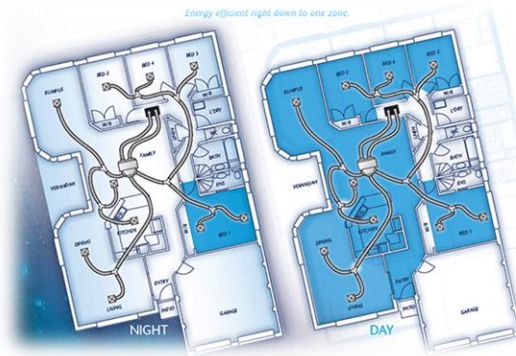 Energy efficient right down to one zone.
BED 2
BED 4
BED 3
RUMPUS
W/R
L'DRY
FAMILY
BATH
ENS
VERANDAH
KITCHEN
BED 1
DINING
LIVING
ENTRY
PATIO
GARAGE
NIGHT
BED 2
BED 4
BED 3
RUMPUS
W/R
L'DRY
FAMILY
BATH
ENS
VERANDAH
KITCHEN
BED 1
DINING
LIVING
ENTRY
PATIO
GARAGE
DAY